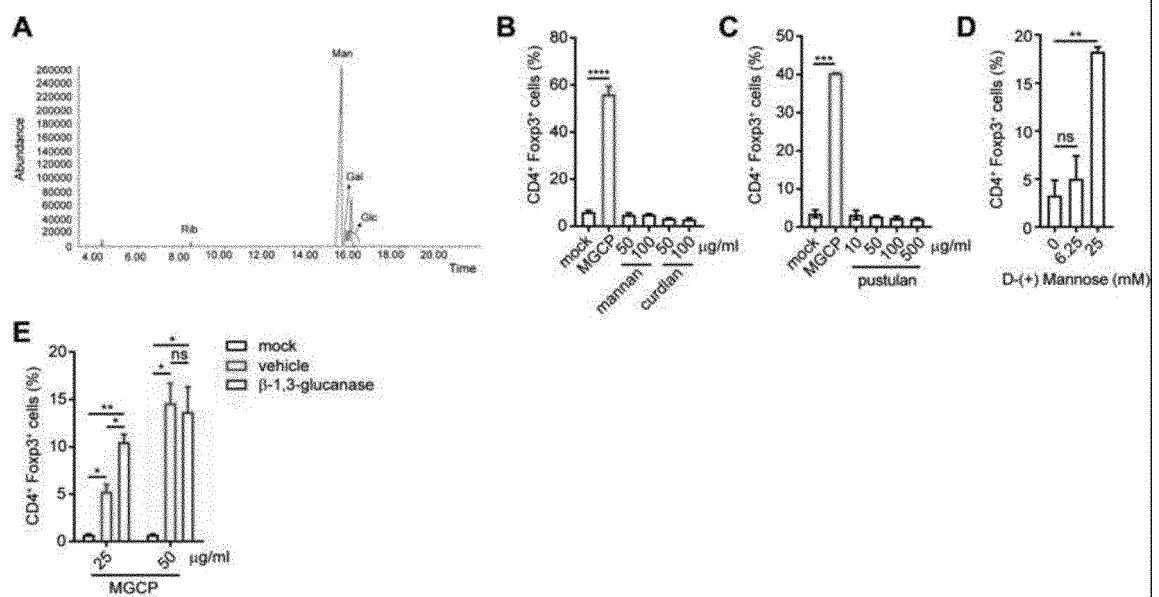 A
Abundance
260000
240000
220000
200000
180000
160000
140000
120000
100000
80000
60000
40000
20000
0
Man
Gal
Glc
Rib
4.00 6.00 8.00 10.00 12.00 14.00 16.00 18.00 20.00
Time
B
CD4⁺ Foxp3⁺ cells (%)
80
60
40
20
0
****
mock MGCP 50 100 50 100 μg/ml
mannan curdlan
C
CD4⁺ Foxp3⁺ cells (%)
50
40
30
20
10
0
***
mock MGCP 10 50 100 500 μg/ml
pustulan
D
CD4⁺ Foxp3⁺ cells (%)
20
15
10
5
0
**
ns
0 6.25 25
D-(+) Mannose (mM)
E
CD4⁺ Foxp3⁺ cells (%)
20
15
10
5
0
mock
vehicle
β-1,3-glucanase
*
ns
*
**
*
*
25 50 μg/ml
MGCP